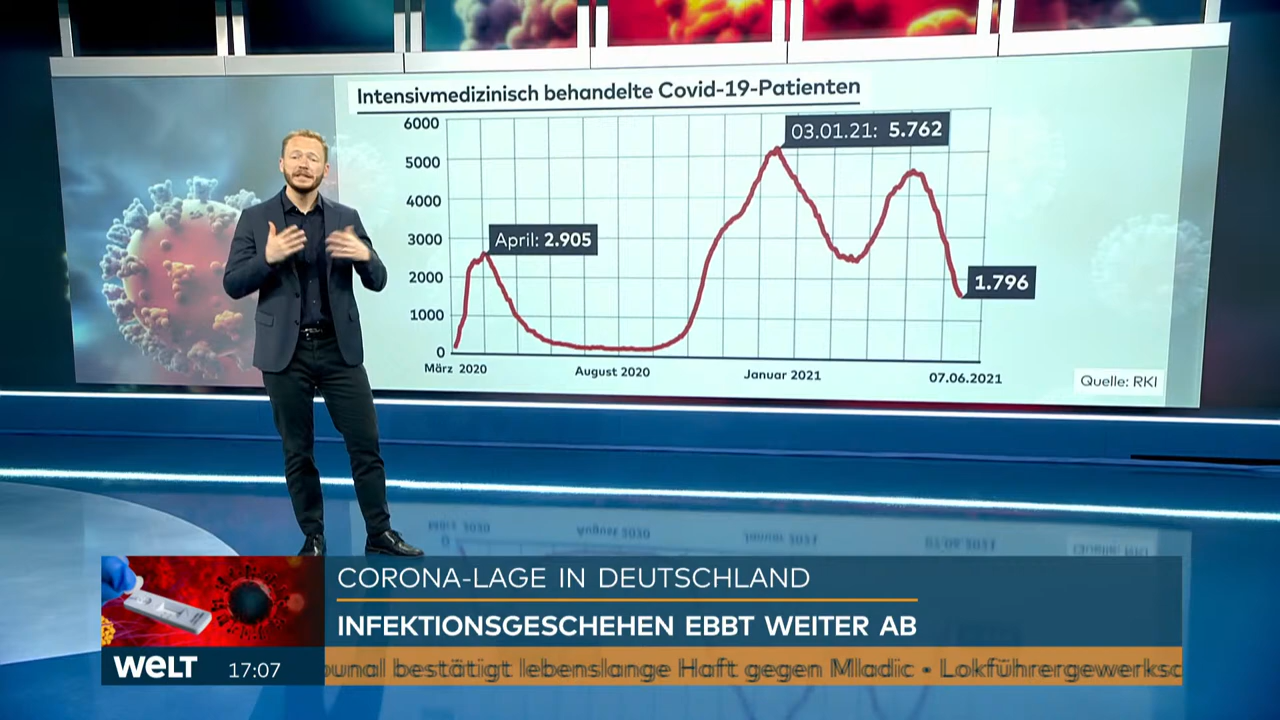 Intensivmedizinisch behandelte Covid-19-Patienten
6000
5000
4000
3000
2000
1000
0
03.01.21: 5.762
April: 2.905
1.796
März 2020
August 2020
Januar 2021
07.06.2021
Quelle: RKI
CORONA-LAGE IN DEUTSCHLAND
INFEKTIONSGESCHEHEN EBBT WEITER AB
WELT 17:07
bestätigt lebenslange Haft gegen Mladic •